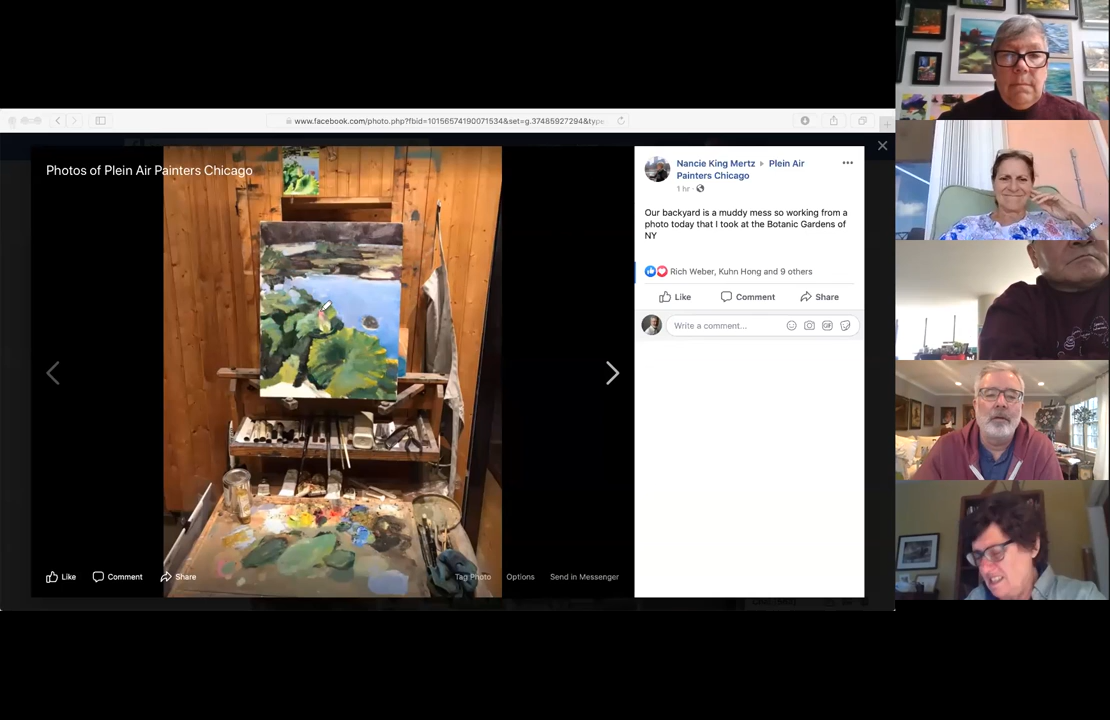 www.facebook.com/photo.php?fbid=10156574190071534&set=g.37485927294&type
Photos of Plein Air Painters Chicago
Nancie King Mertz ▸ Plein Air
Painters Chicago
1 hr ·
Our backyard is a muddy mess so working from a
photo today that I took at the Botanic Gardens of
NY
Rich Weber, Kuhn Hong and 9 others
Like Comment Share
Write a comment...
GIF
Like Comment Share
Tag Photo Options Send in Messenger